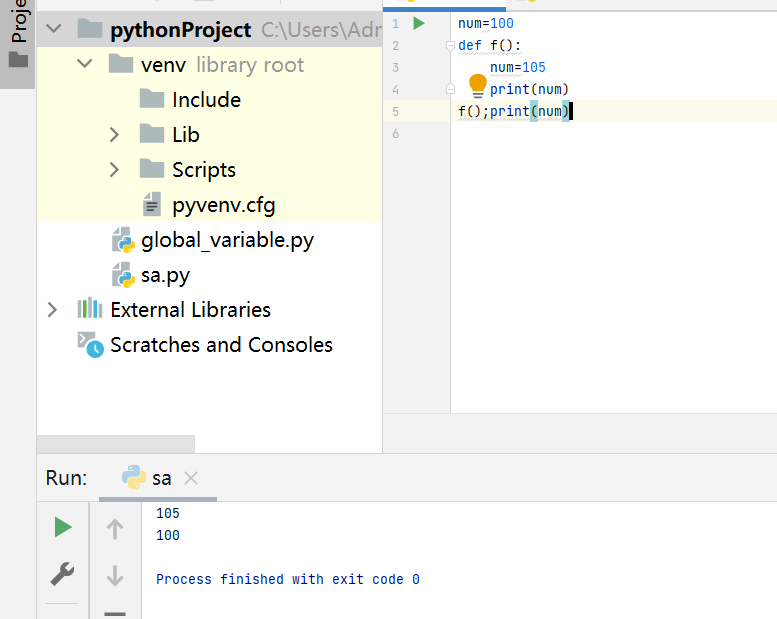 Proje
pythonProject C:\Users\Adr
venv library root
Include
Lib
Scripts
pyvenv.cfg
global_variable.py
sa.py
External Libraries
Scratches and Consoles
1 num=100
2 def f():
3 num=105
4 print(num)
5 f();print(num)
6
Run: sa
105
100
Process finished with exit code 0